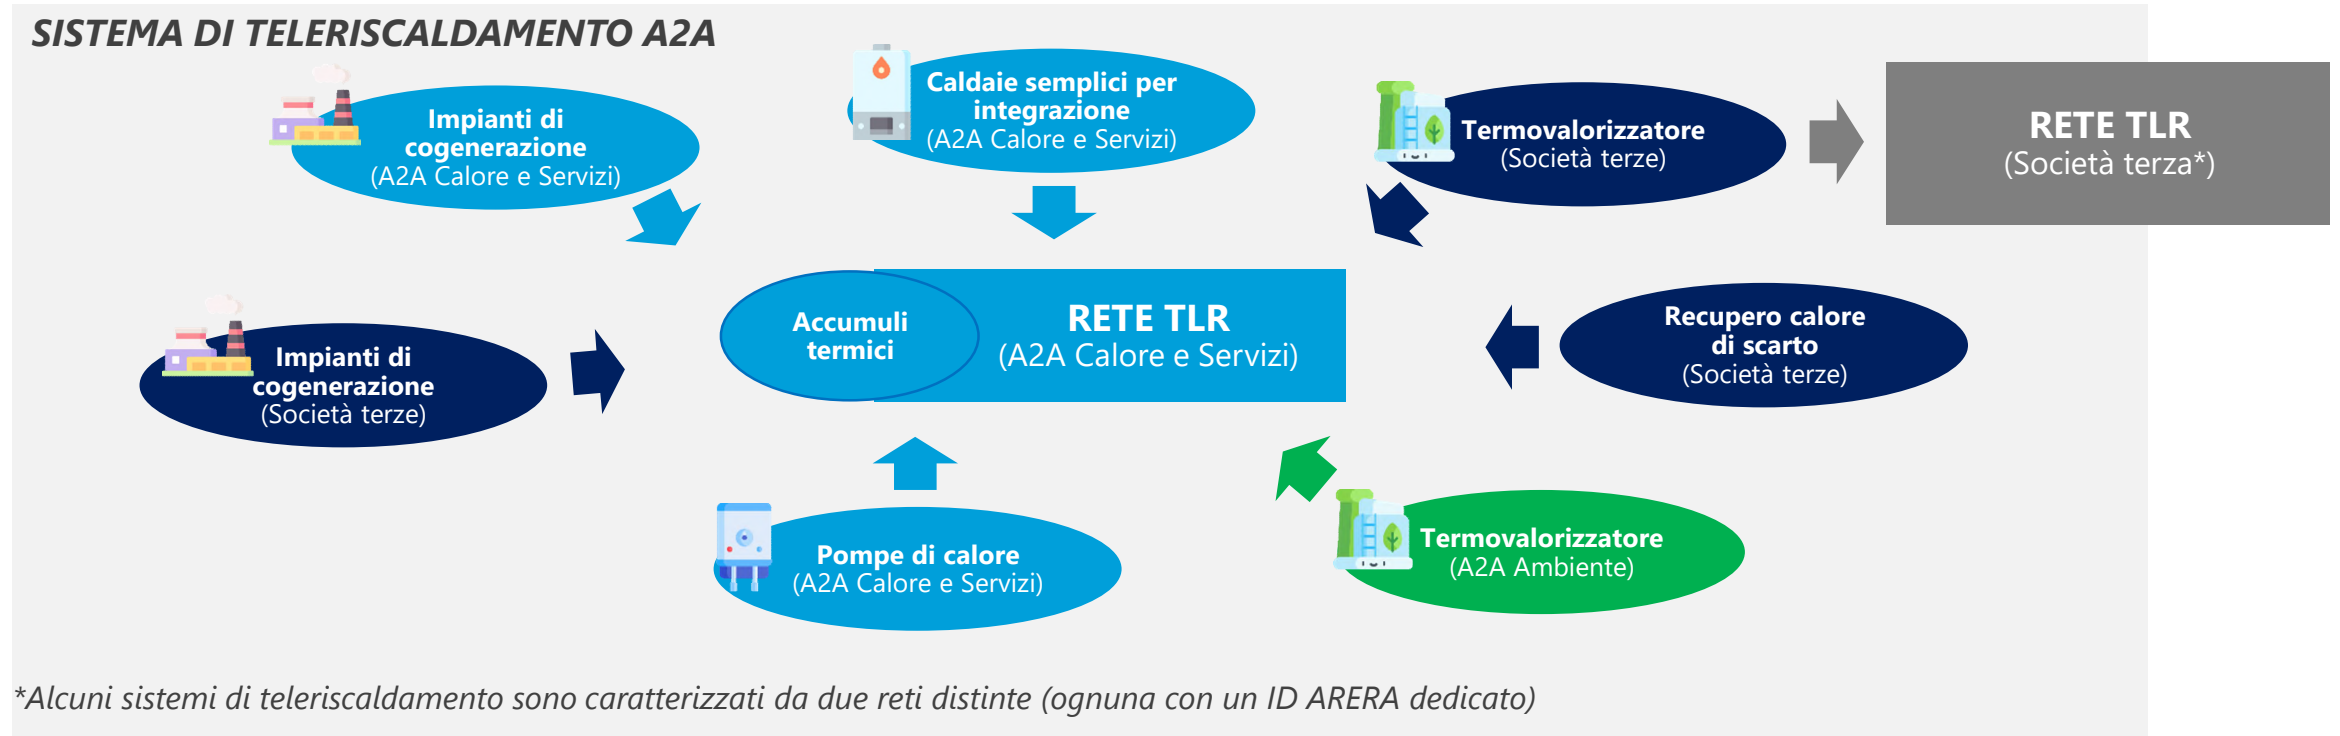 SISTEMA DI TELERISCALDAMENTO A2A
Impianti di
cogenerazione
(A2A Calore e Servizi)
Caldaie semplici per
integrazione
(A2A Calore e Servizi)
Termovalorizzatore
(Società terze)
RETE TLR
(Società terza*)
Impianti di
cogenerazione
(Società terze)
Accumuli
termici
RETE TLR
(A2A Calore e Servizi)
Recupero calore
di scarto
(Società terze)
Pompe di calore
(A2A Calore e Servizi)
Termovalorizzatore
(A2A Ambiente)
*Alcuni sistemi di teleriscaldamento sono caratterizzati da due reti distinte (ognuna con un ID ARERA dedicato)